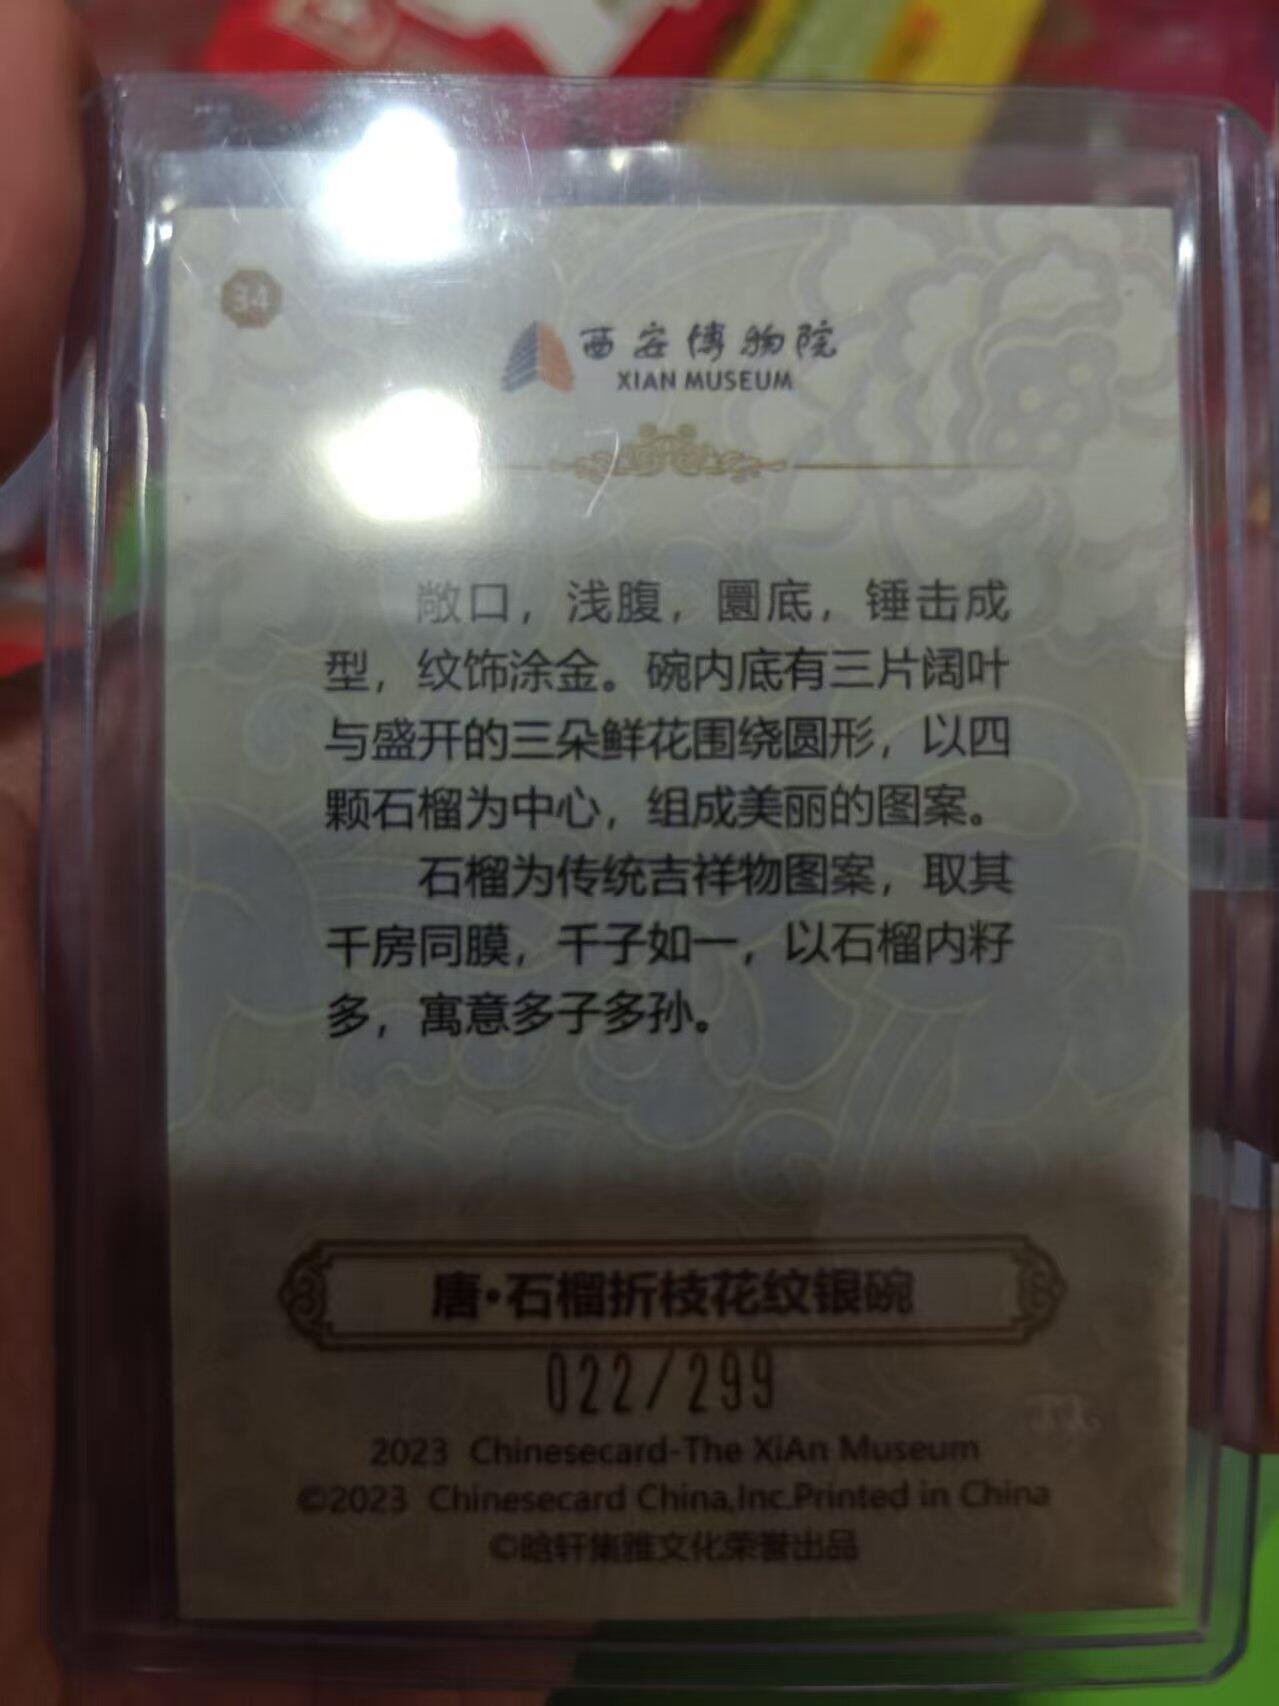 34
西安博物院
XIAN MUSEUM
敞口，浅腹，圜底，锤击成
型，纹饰涂金。碗内底有三片阔叶
与盛开的三朵鲜花围绕圆形，以四
颗石榴为中心，组成美丽的图案。
石榴为传统吉祥物图案，取其
千房同膜，千子如一，以石榴内籽
多，寓意多子多孙。
唐·石榴折枝花纹银碗
022/299
2023 Chinesecard-The XiAn Museum
©2023 Chinesecard China,Inc.Printed in China
©晗轩集雅文化荣誉出品